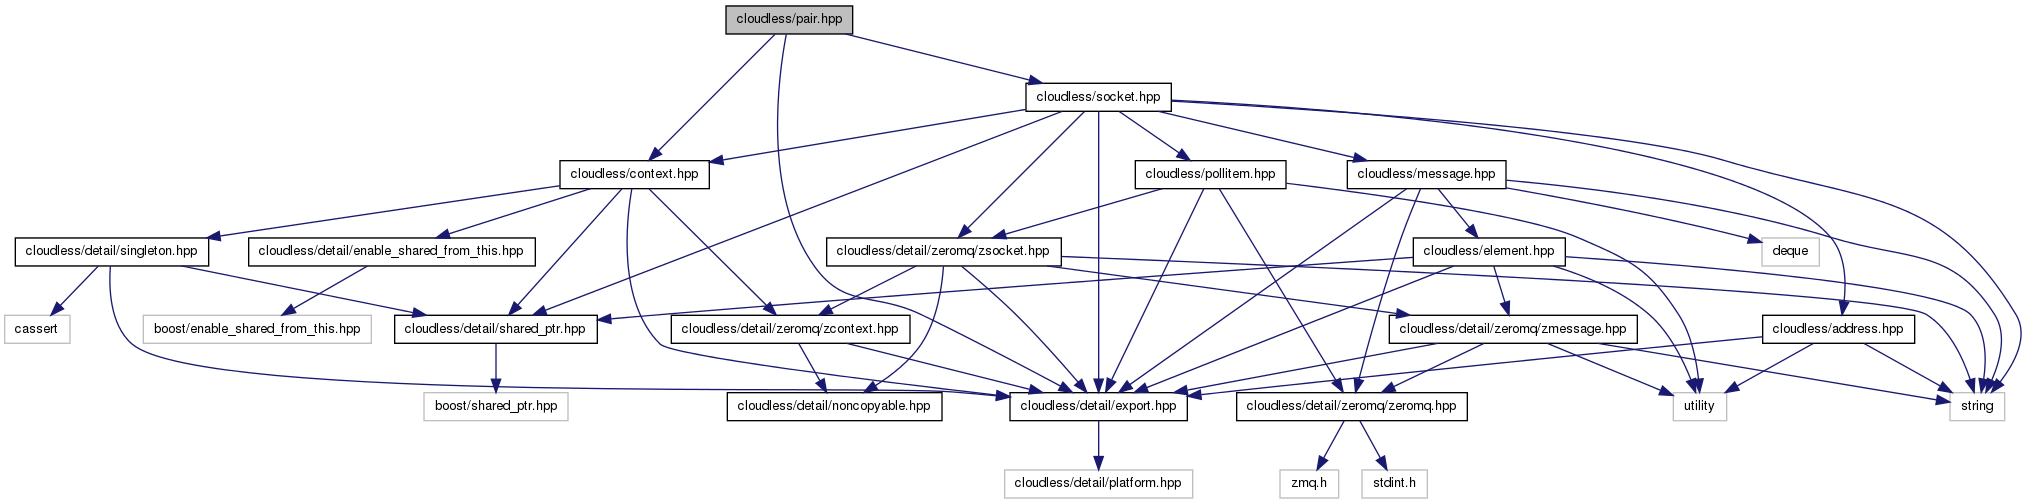 cloudless/pair.hpp
cloudless/socket.hpp
cloudless/context.hpp
cloudless/pollitem.hpp
cloudless/message.hpp
cloudless/detail/singleton.hpp
cloudless/detail/enable_shared_from_this.hpp
cloudless/detail/zeromq/zsocket.hpp
cloudless/element.hpp
deque
cassert
boost/enable_shared_from_this.hpp
cloudless/detail/shared_ptr.hpp
cloudless/detail/zeromq/zcontext.hpp
cloudless/detail/zeromq/zmessage.hpp
cloudless/address.hpp
boost/shared_ptr.hpp
cloudless/detail/noncopyable.hpp
cloudless/detail/export.hpp
cloudless/detail/zeromq/zeromq.hpp
utility
string
cloudless/detail/platform.hpp
zmq.h
stdint.h